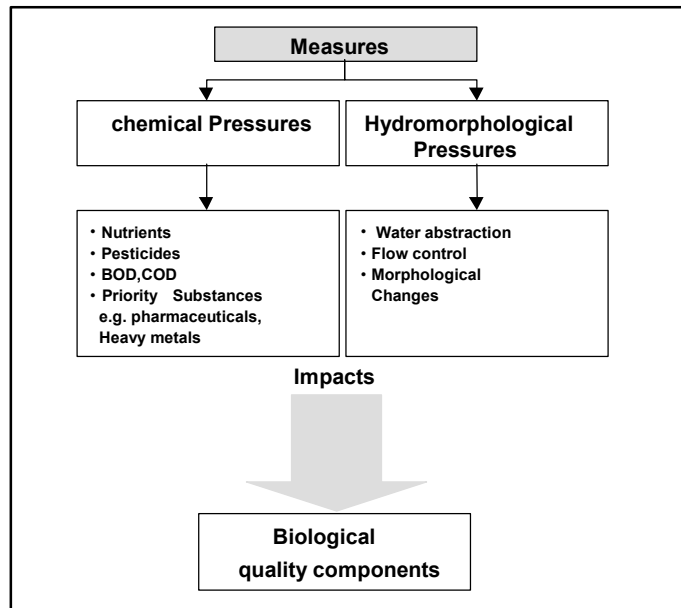 Measures
chemical Pressures
Hydromorphological
Pressures
• Nutrients
• Pesticides
• BOD,COD
• Priority Substances
e.g. pharmaceuticals,
Heavy metals
• Water abstraction
• Flow control
• Morphological
Changes
Impacts
Biological
quality components